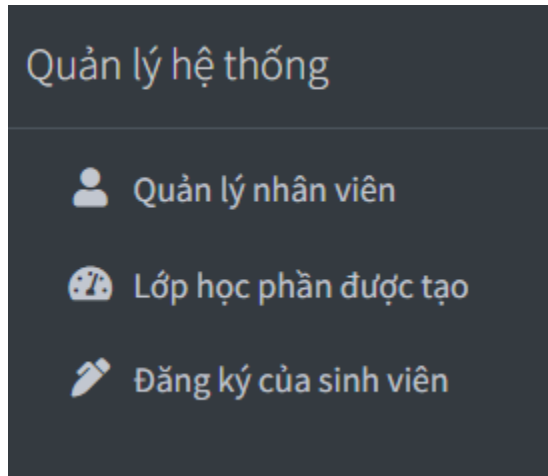 Quản lý hệ thống
Quản lý nhân viên
Lớp học phần được tạo
Đăng ký của sinh viên